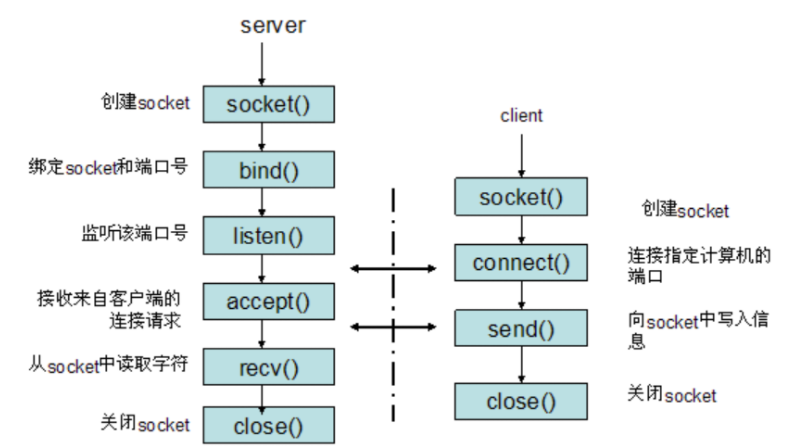 server
创建socket
socket()
绑定socket和端口号
bind()
监听该端口号
listen()
接收来自客户端的
连接请求
accept()
从socket中读取字符
recv()
关闭socket
close()
client
socket()
创建socket
connect()
连接指定计算机的
端口
send()
向socket中写入信
息
close()
关闭socket